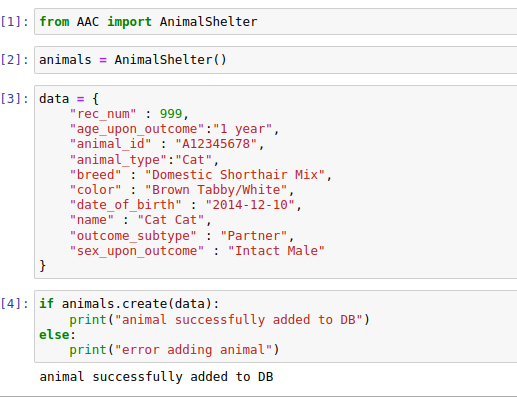 [1]: from AAC import AnimalShelter
[2]: animals = AnimalShelter()
[3]: data = {
    "rec_num" : 999,
    "age_upon_outcome":"1 year",
    "animal_id" : "A12345678",
    "animal_type":"Cat",
    "breed" : "Domestic Shorthair Mix",
    "color" : "Brown Tabby/White",
    "date_of_birth" : "2014-12-10",
    "name" : "Cat Cat",
    "outcome_subtype" : "Partner",
    "sex_upon_outcome" : "Intact Male"
}
[4]: if animals.create(data):
    print("animal successfully added to DB")
else:
    print("error adding animal")
animal successfully added to DB